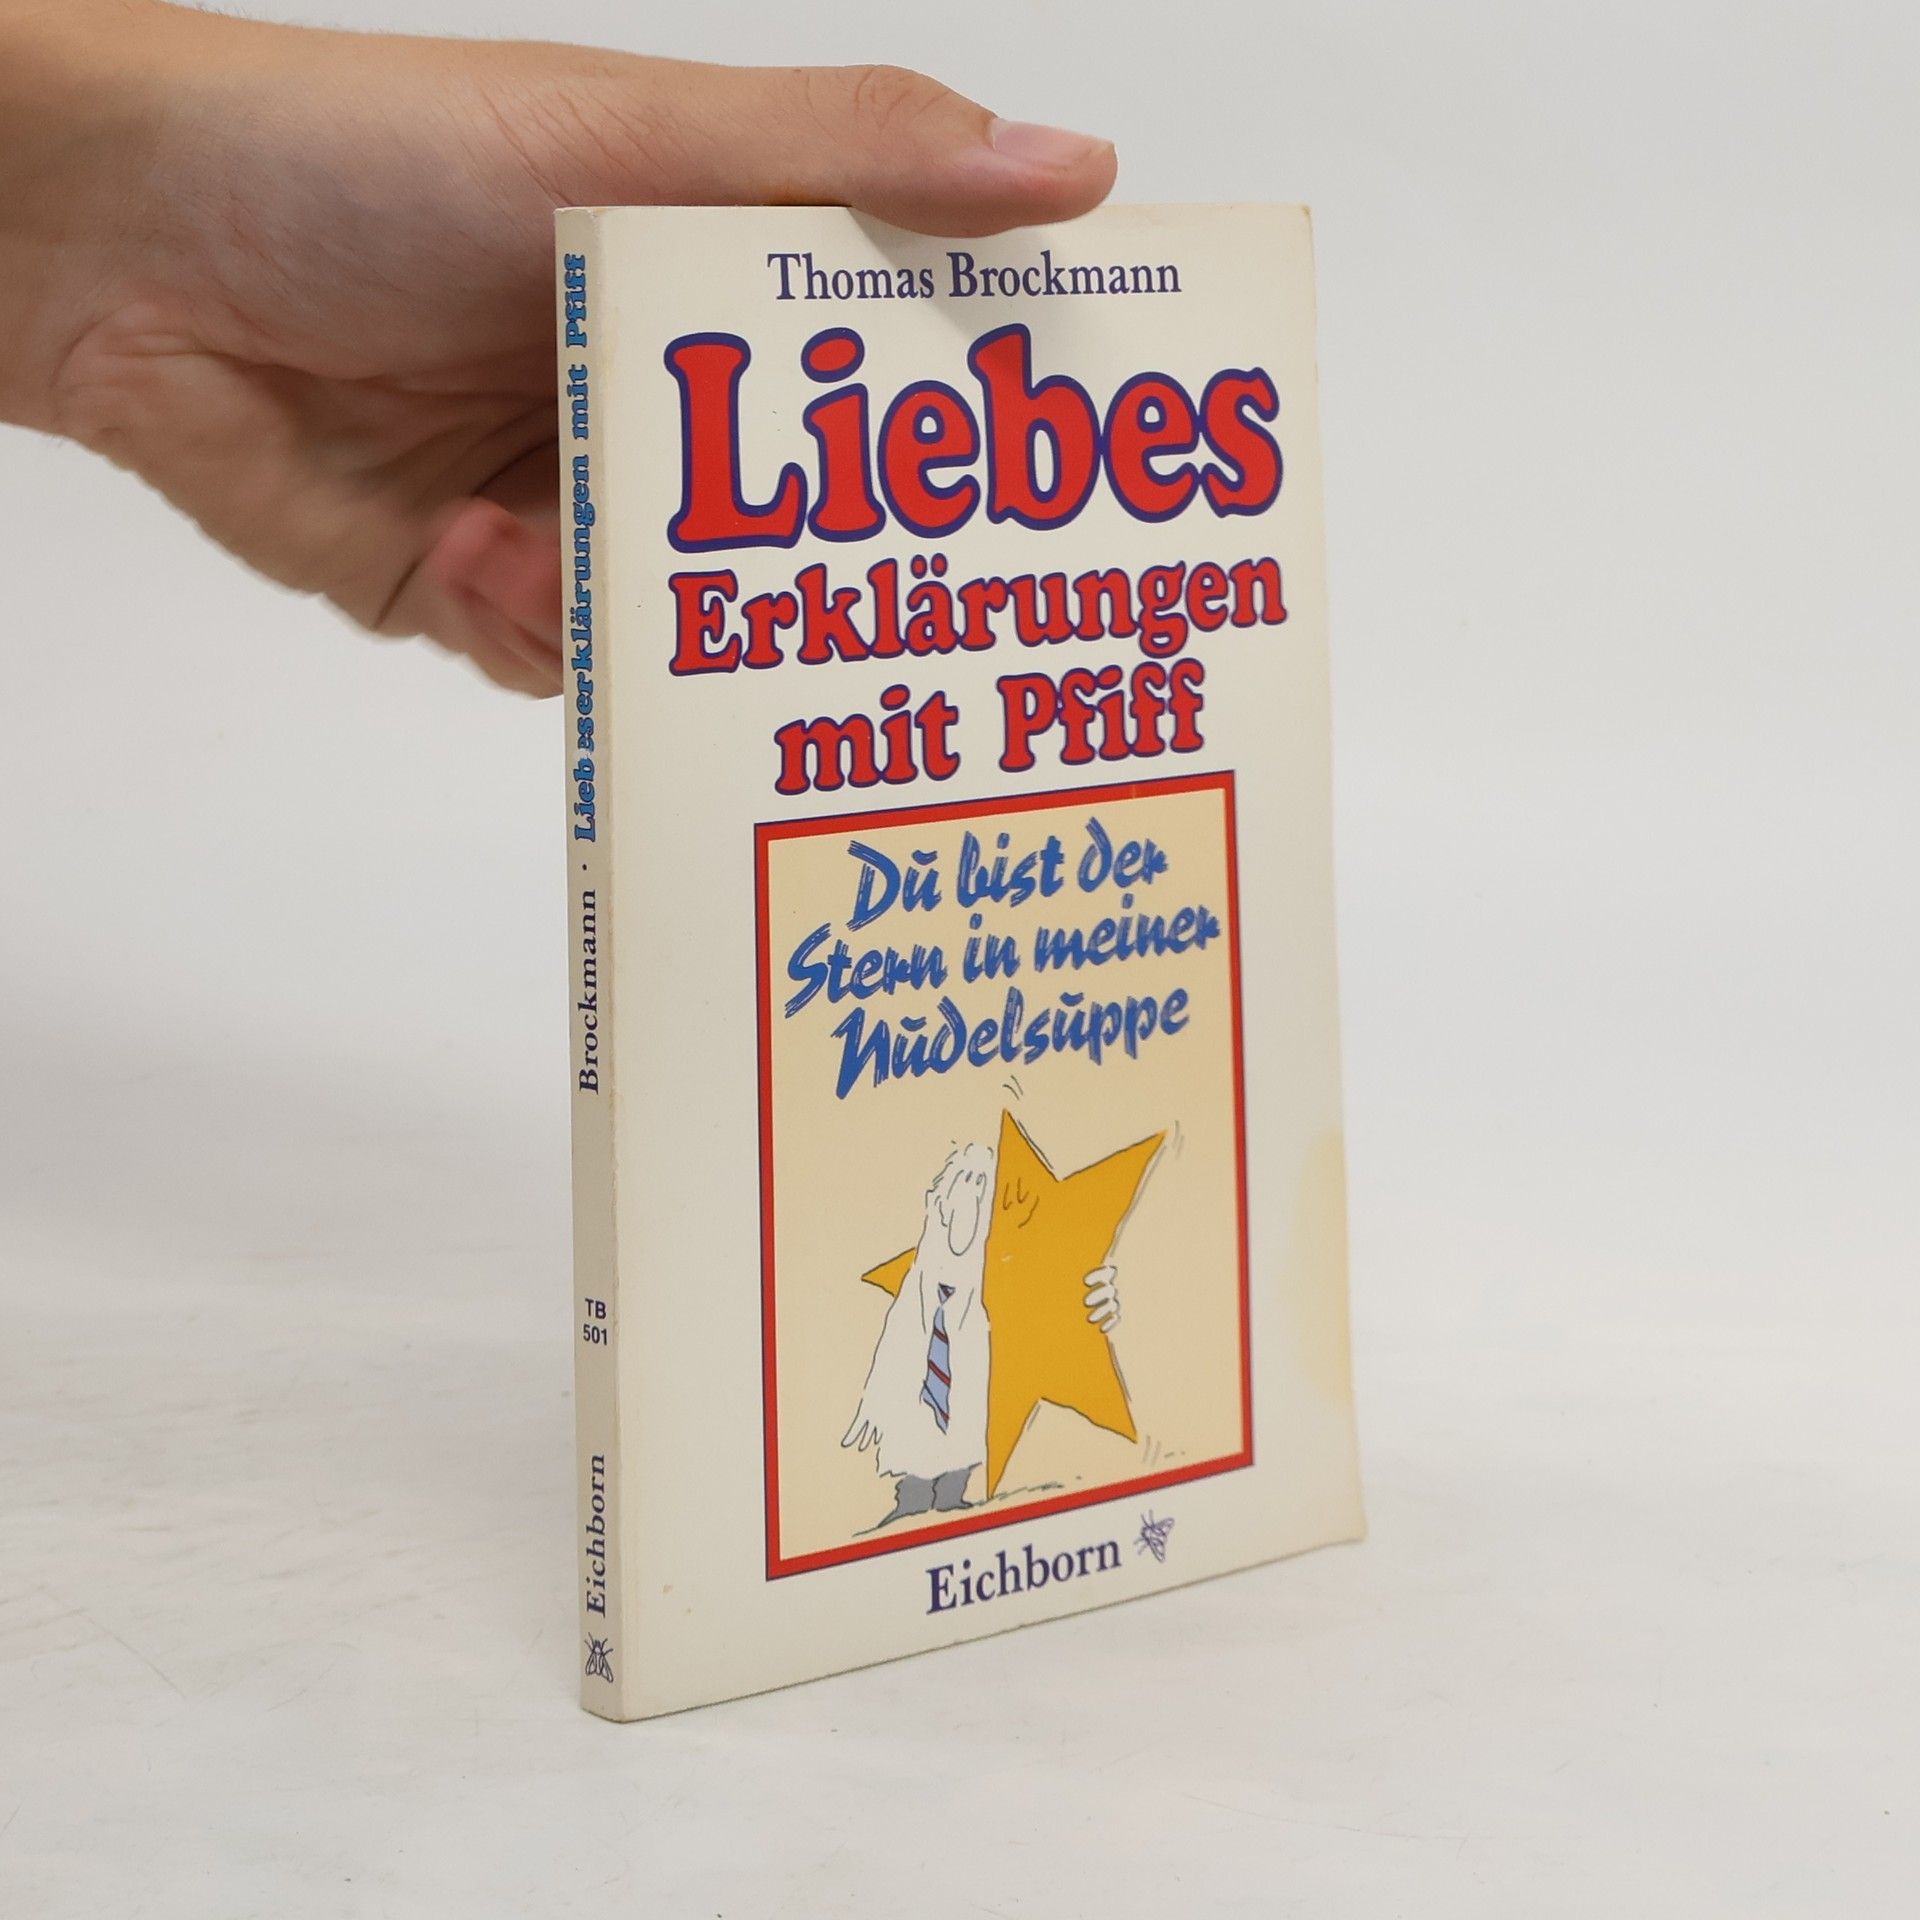 Thomas Brockmann
Liebes
Erklärungen
mit Pfiff
Du bist der
Stern in meiner
Nudelsuppe
Eichborn
Brockmann · Liebeserklärungen mit Pfiff
TB
501
Eichborn